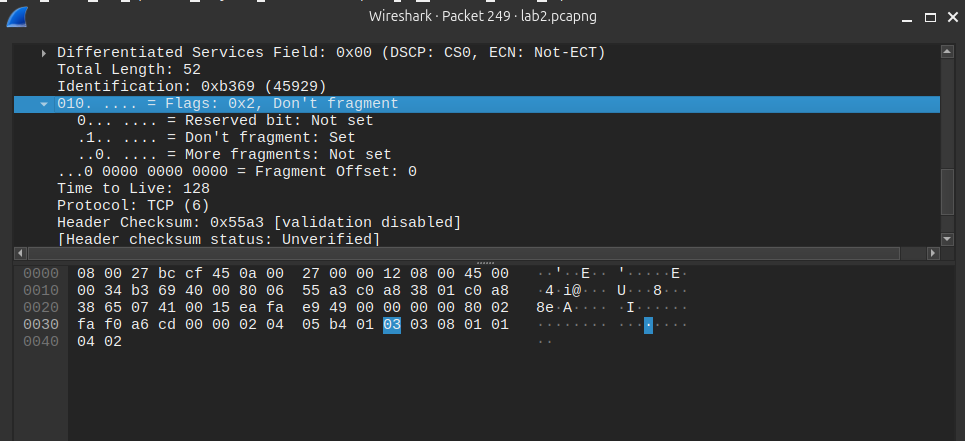 Wireshark · Packet 249 · lab2.pcapng
Differentiated Services Field: 0x00 (DSCP: CS0, ECN: Not-ECT)
Total Length: 52
Identification: 0xb369 (45929)
010. .... = Flags: 0x2, Don't fragment
0... .... = Reserved bit: Not set
.1.. .... = Don't fragment: Set
..0. .... = More fragments: Not set
...0 0000 0000 0000 = Fragment Offset: 0
Time to Live: 128
Protocol: TCP (6)
Header Checksum: 0x55a3 [validation disabled]
[Header checksum status: Unverified]
0000 08 00 27 bc cf 45 0a 00 27 00 00 12 08 00 45 00 ··'··E·· '·····E·
0010 00 34 b3 69 40 00 80 06 55 a3 c0 a8 38 01 c0 a8 ·4·i@··· U···8···
0020 38 65 07 41 00 15 ea fa e9 49 00 00 00 00 80 02 8e·A···· ·I······
0030 fa f0 a6 cd 00 00 02 04 05 b4 01 03 03 08 01 01 ········ ········
0040 04 02 ··